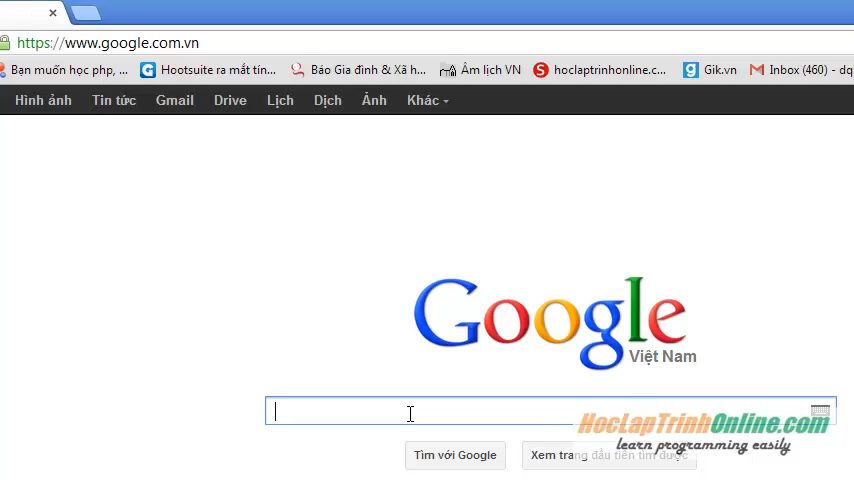 https://www.google.com.vn
Bạn muốn học php, ... Hootsuite ra mắt tín... Báo Gia đình & Xã h... Âm lịch VN hoclaptrinhonline.c... Gik.vn Inbox (460) - dq
Hình ảnh Tin tức Gmail Drive Lịch Dịch Ảnh Khác
Google
Việt Nam
HocLapTrinhOnline.com
learn programming easily
Tìm với Google Xem trang đầu tiên tìm được